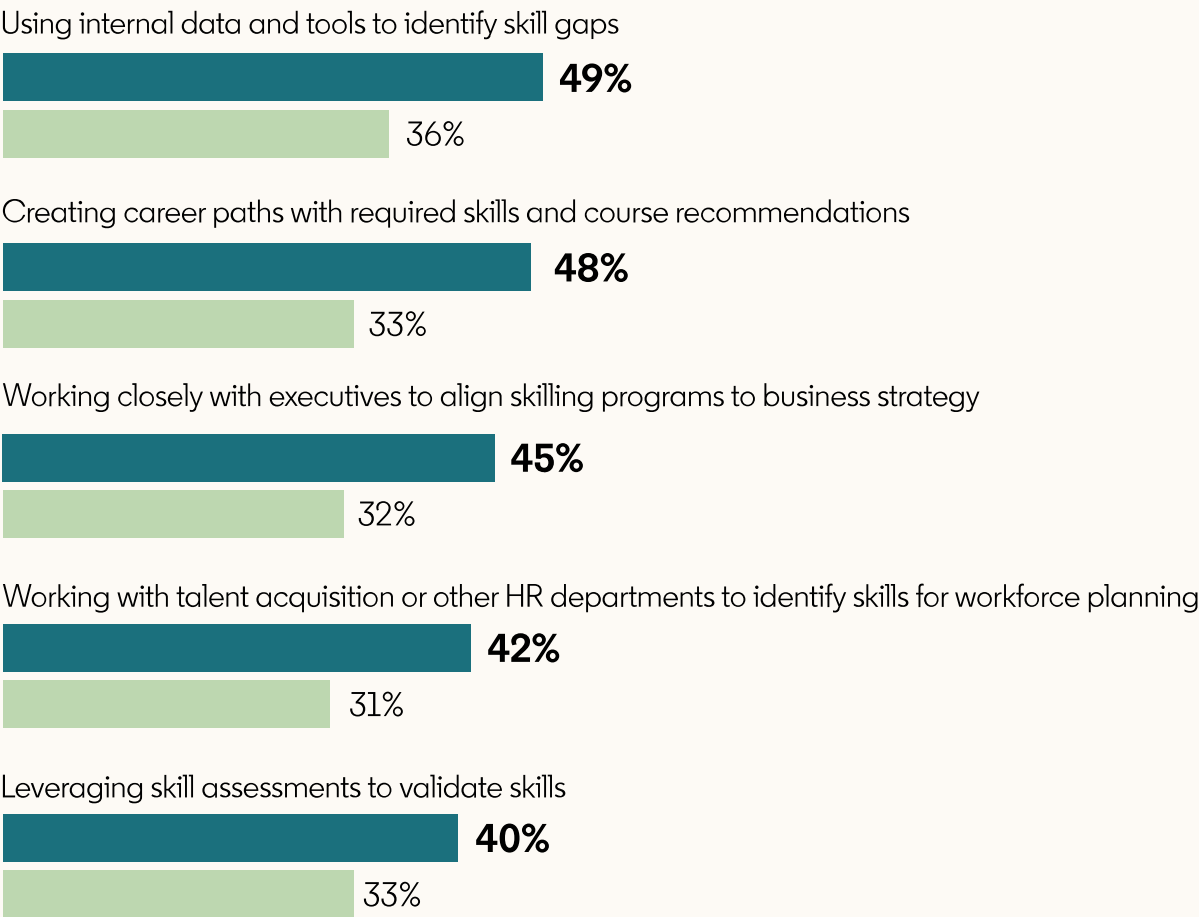 Using internal data and tools to identify skill gaps
49%
36%
Creating career paths with required skills and course recommendations
48%
33%
Working closely with executives to align skilling programs to business strategy
45%
32%
Working with talent acquisition or other HR departments to identify skills for workforce planning
42%
31%
Leveraging skill assessments to validate skills
40%
33%